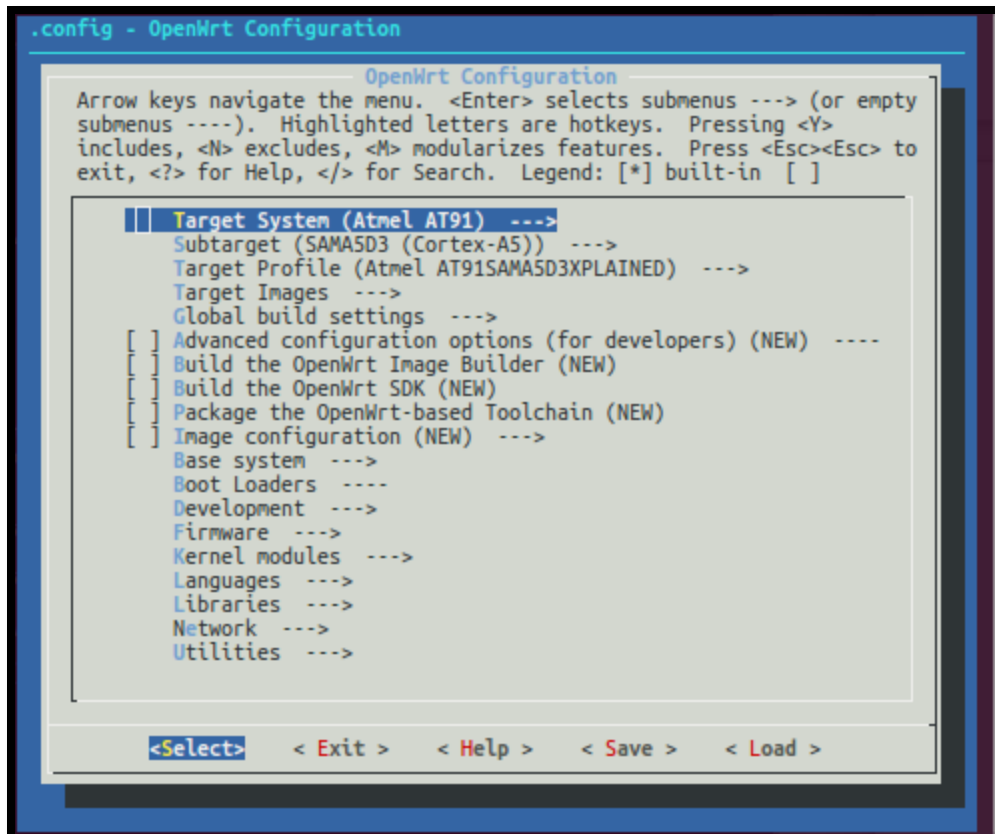 .config - OpenWrt Configuration
OpenWrt Configuration
Arrow keys navigate the menu.  <Enter> selects submenus ---> (or empty
submenus ----).  Highlighted letters are hotkeys.  Pressing <Y>
includes, <N> excludes, <M> modularizes features.  Press <Esc><Esc> to
exit, <?> for Help, </> for Search.  Legend: [*] built-in  [ ]
Target System (Atmel AT91)  --->
Subtarget (SAMA5D3 (Cortex-A5))  --->
Target Profile (Atmel AT91SAMA5D3XPLAINED)  --->
Target Images  --->
Global build settings  --->
[ ] Advanced configuration options (for developers) (NEW)  ----
[ ] Build the OpenWrt Image Builder (NEW)
[ ] Build the OpenWrt SDK (NEW)
[ ] Package the OpenWrt-based Toolchain (NEW)
[ ] Image configuration (NEW)  --->
Base system  --->
Boot Loaders  ----
Development  --->
Firmware  --->
Kernel modules  --->
Languages  --->
Libraries  --->
Network  --->
Utilities  --->
<Select>    < Exit >    < Help >    < Save >    < Load >